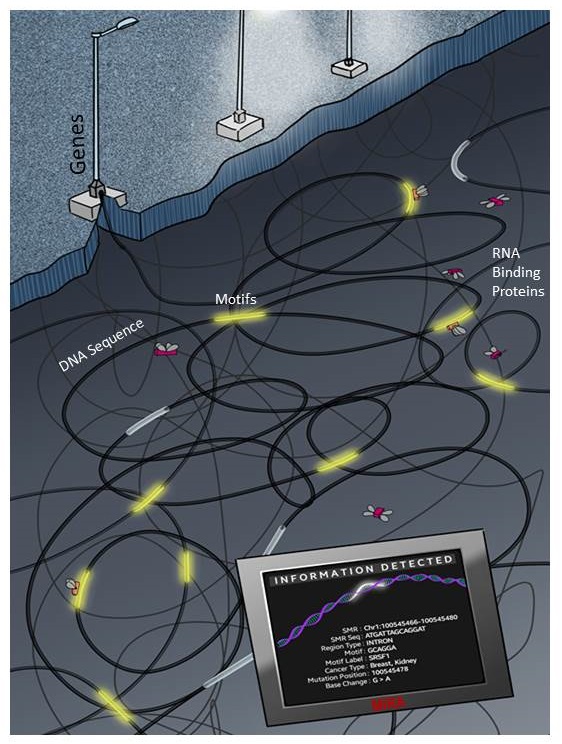 Genes
RNA
Binding
Proteins
Motifs
DNA Sequence
INFORMATION DETECTED
SMR : Chr1:100545466-100545480
SMR Seq : ATGATTAGCAGGAT
Region Type : INTRON
Motif : GCAGGA
Motif Label : SRSF1
Cancer Type : Breast, Kidney
Mutation Position : 100545478
Base Change : G > A